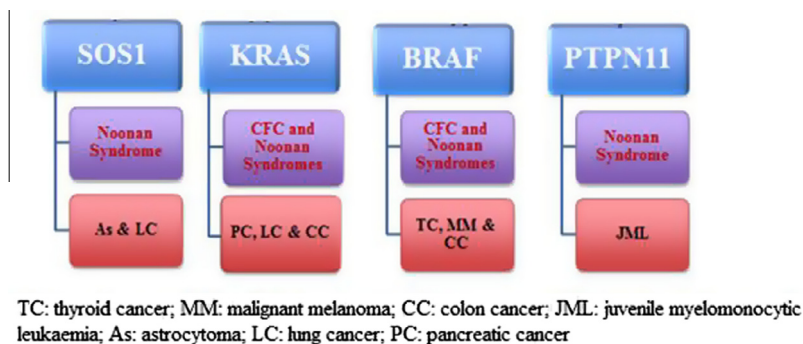 SOS1
KRAS
BRAF
PTPN11
Noonan
Syndrome
CFC and
Noonan
Syndromes
CFC and
Noonan
Syndromes
Noonan
Syndrome
As & LC
PC, LC & CC
TC, MM &
CC
JML
TC: thyroid cancer; MM: malignant melanoma; CC: colon cancer; JML: juvenile myelomonocytic
leukaemia; As: astrocytoma; LC: lung cancer; PC: pancreatic cancer